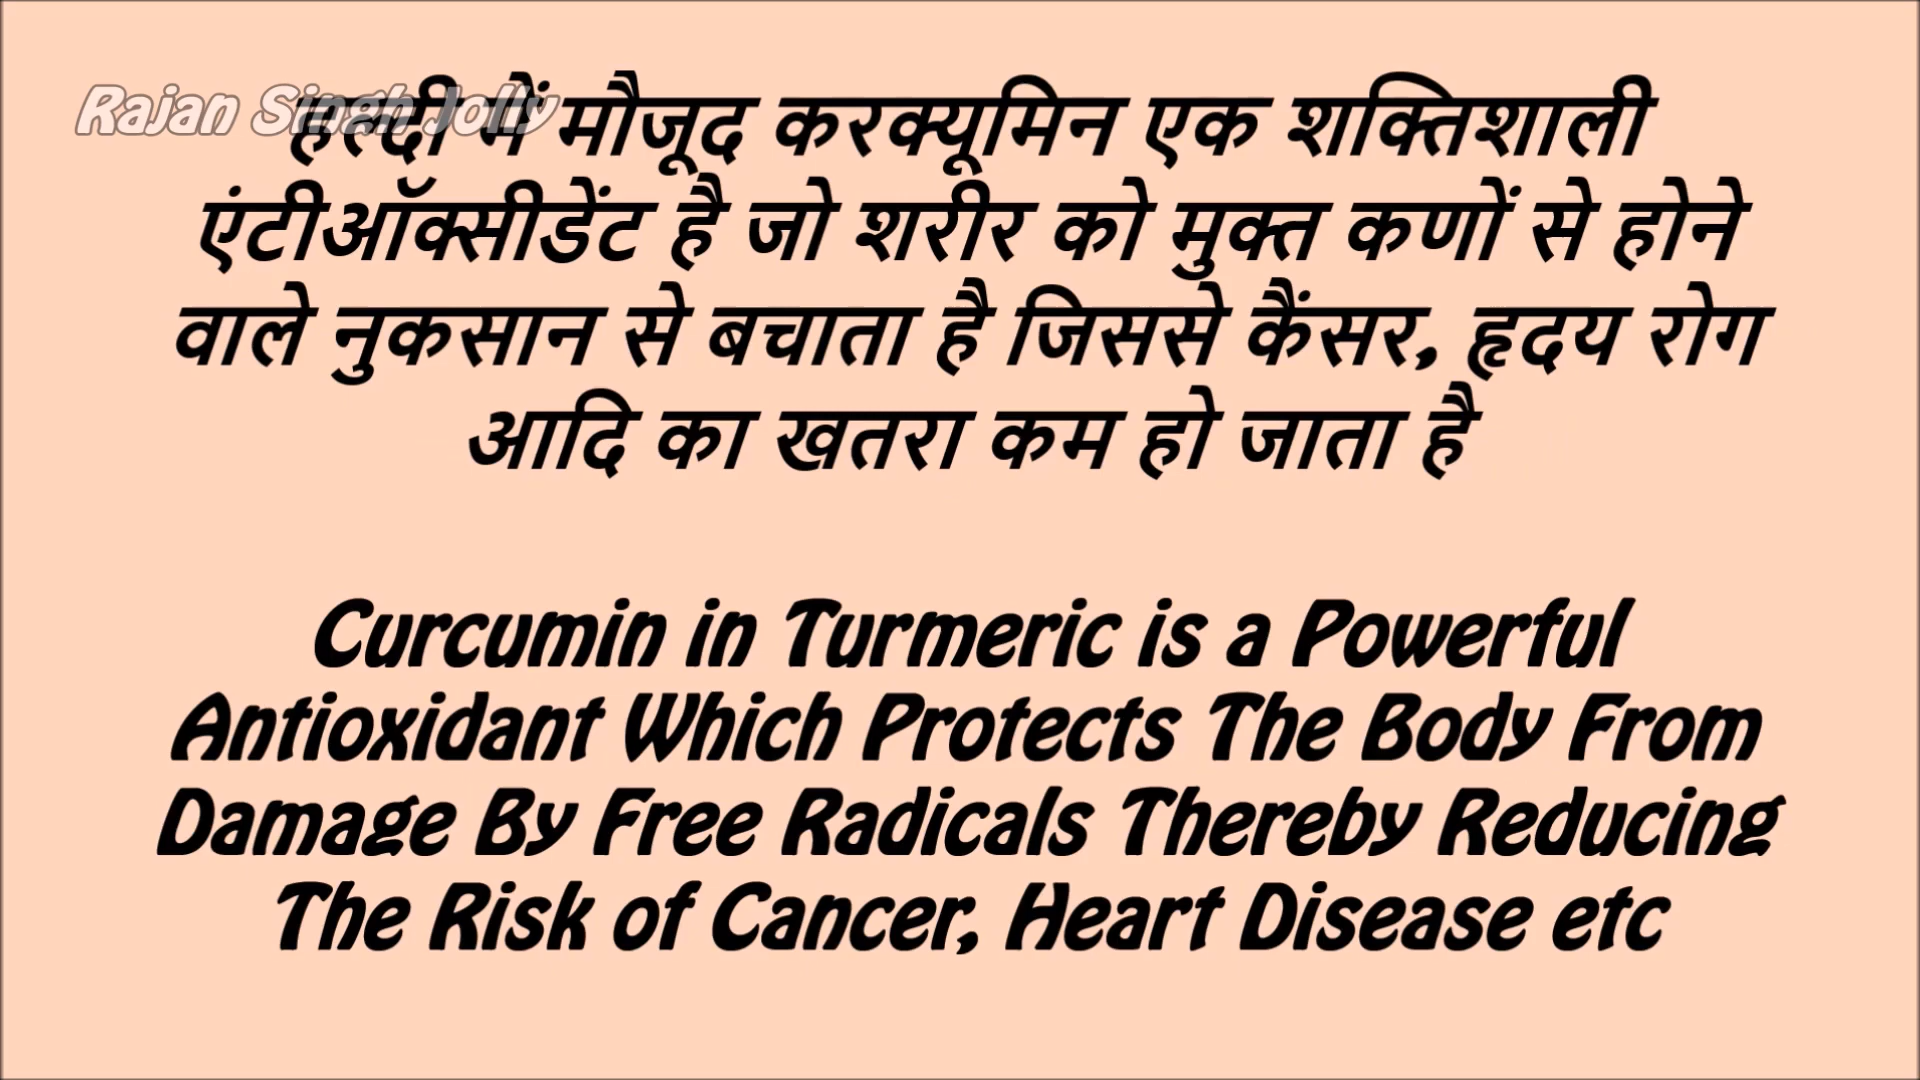 Rajan Singh Jolly
हल्दी में मौजूद करक्यूमिन एक शक्तिशाली
एंटीऑक्सीडेंट है जो शरीर को मुक्त कणों से होने
वाले नुकसान से बचाता है जिससे कैंसर, हृदय रोग
आदि का खतरा कम हो जाता है
Curcumin in Turmeric is a Powerful
Antioxidant Which Protects The Body From
Damage By Free Radicals Thereby Reducing
The Risk of Cancer, Heart Disease etc